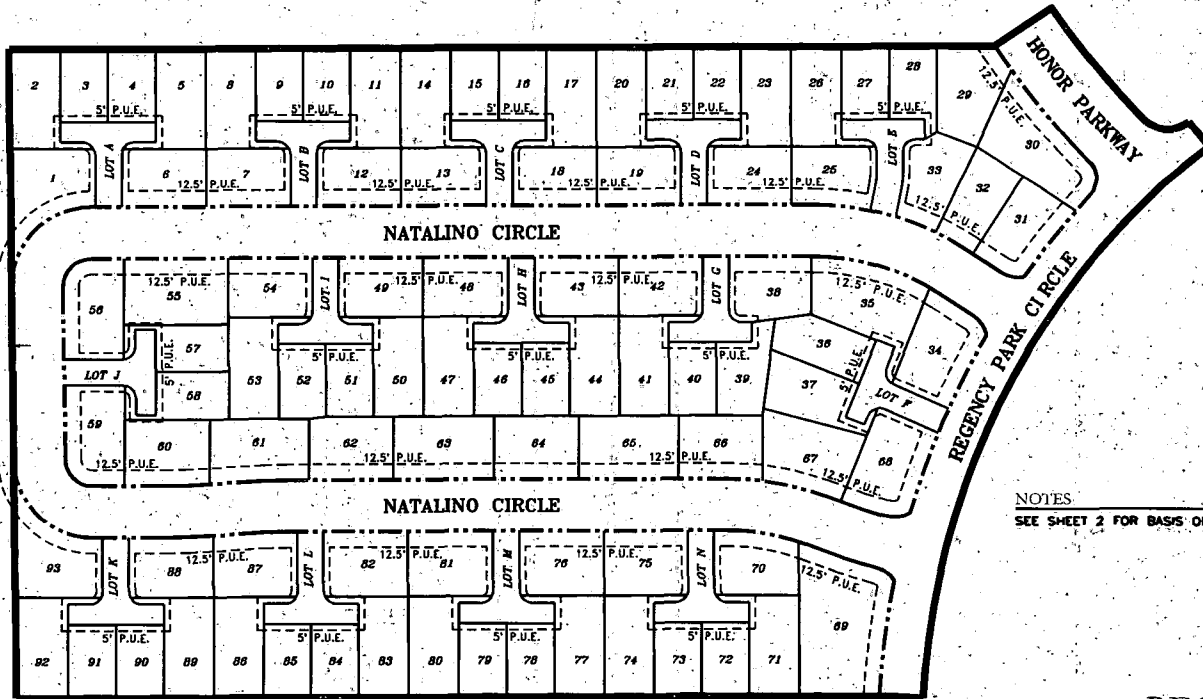 HONOR PARKWAY
2 3 4 5 8 9 10 11 14 15 16 17 20 21 22 23 26 27 28 29
5' P.U.E. 5' P.U.E. 5' P.U.E. 5' P.U.E. 5' P.U.E. 12.5' P.U.E.
30
LOT A LOT B LOT C LOT D LOT E
1 6 7 12 13 18 19 24 25 33 32 31
12.5' P.U.E. 12.5' P.U.E. 12.5' P.U.E. 12.5' P.U.E. 12.5' P.U.E.
NATALINO CIRCLE
REGENCY PARK CIRCLE
56 55 54 49 48 43 42 38 35 34
12.5' P.U.E. 12.5' P.U.E. 12.5' P.U.E. 12.5' P.U.E.
LOT I LOT H LOT G
57 36
5' P.U.E. 5' P.U.E. 5' P.U.E. 5' P.U.E. 5' P.U.E.
LOT J LOT F
58 53 52 51 50 47 46 45 44 41 40 39 37
59 60 61 62 63 64 65 66 67 68
12.5' P.U.E. 12.5' P.U.E. 12.5' P.U.E. 12.5' P.U.E.
NATALINO CIRCLE
NOTES
SEE SHEET 2 FOR BASIS OF
93 88 87 82 81 76 75 70
12.5' P.U.E. 12.5' P.U.E. 12.5' P.U.E. 12.5' P.U.E.
LOT K LOT L LOT M LOT N
69
5' P.U.E. 5' P.U.E. 5' P.U.E. 5' P.U.E.
92 91 90 89 86 85 84 83 80 79 78 77 74 73 72 71